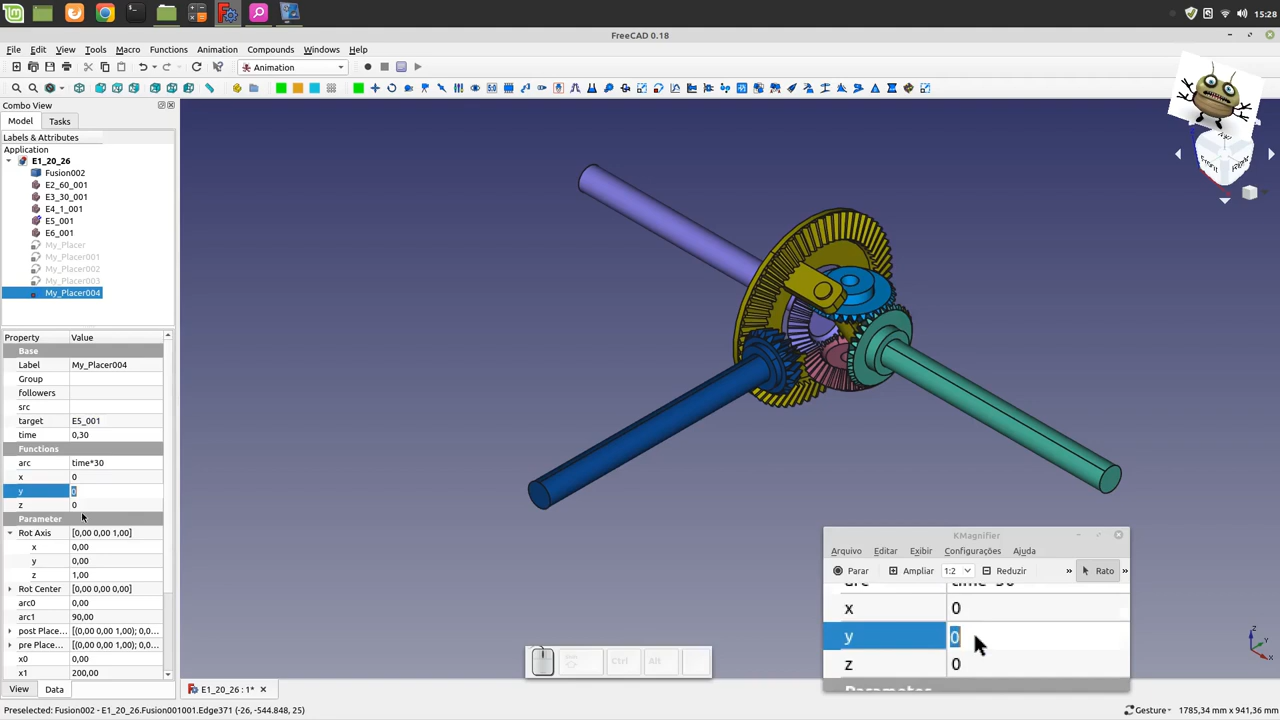 15:28
FreeCAD 0.18
File Edit View Tools Macro Functions Animation Compounds Windows Help
Animation
Combo View
Model Tasks
Labels & Attributes
Application
E1_20_26
Fusion002
E2_60_001
E3_30_001
E4_1_001
E5_001
E6_001
My_Placer
My_Placer001
My_Placer002
My_Placer003
My_Placer004
Property Value
Base
Label My_Placer004
Group
followers
src
target E5_001
time 0,30
Functions
arc time*30
x 0
y 0
z 0
Parameter
Rot Axis [0,00 0,00 1,00]
x 0,00
y 0,00
z 1,00
Rot Center [0,00 0,00 0,00]
arc0 0,00
arc1 90,00
post Place... [(0,00 0,00 1,00); 0,0...
pre Place... [(0,00 0,00 1,00); 0,0...
x0 0,00
x1 200,00
View Data
E1_20_26 : 1*
Front Right
Z
Y
X
Ctrl Alt
KMagnifier
Arquivo Editar Exibir Configurações Ajuda
Parar Ampliar 1:2 Reduzir » Rato »
x 0
y 0
z 0
Preselected: Fusion002 - E1_20_26.Fusion001001.Edge371 (-26, -544.848, 25)
Gesture 1785,34 mm x 941,36 mm